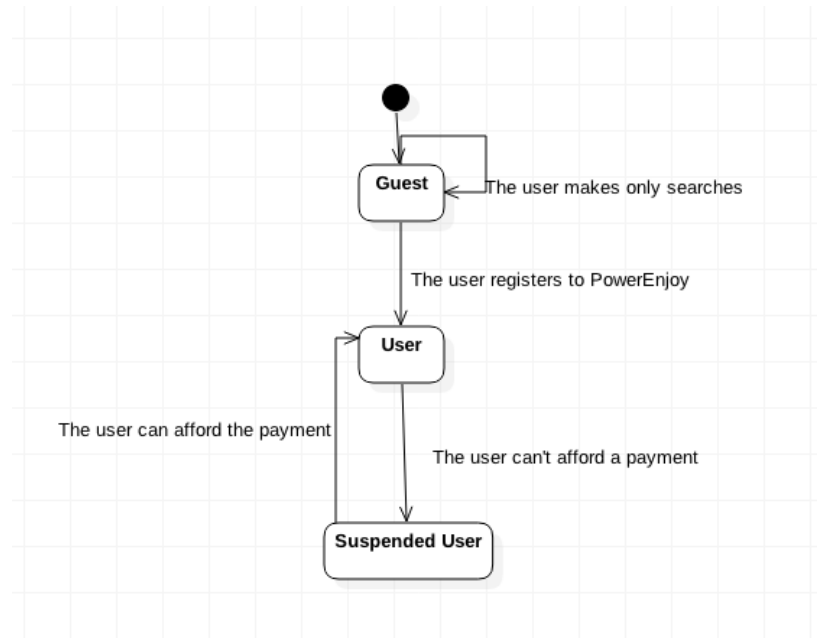 Guest
The user makes only searches
The user registers to PowerEnjoy
User
The user can afford the payment
The user can't afford a payment
Suspended User